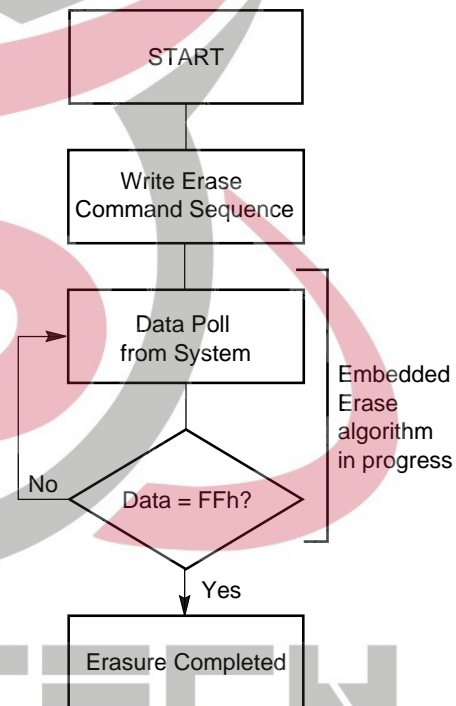 START
Write Erase
Command Sequence
Data Poll
from System
Embedded
Erase
algorithm
in progress
No
Data = FFh?
Yes
Erasure Completed